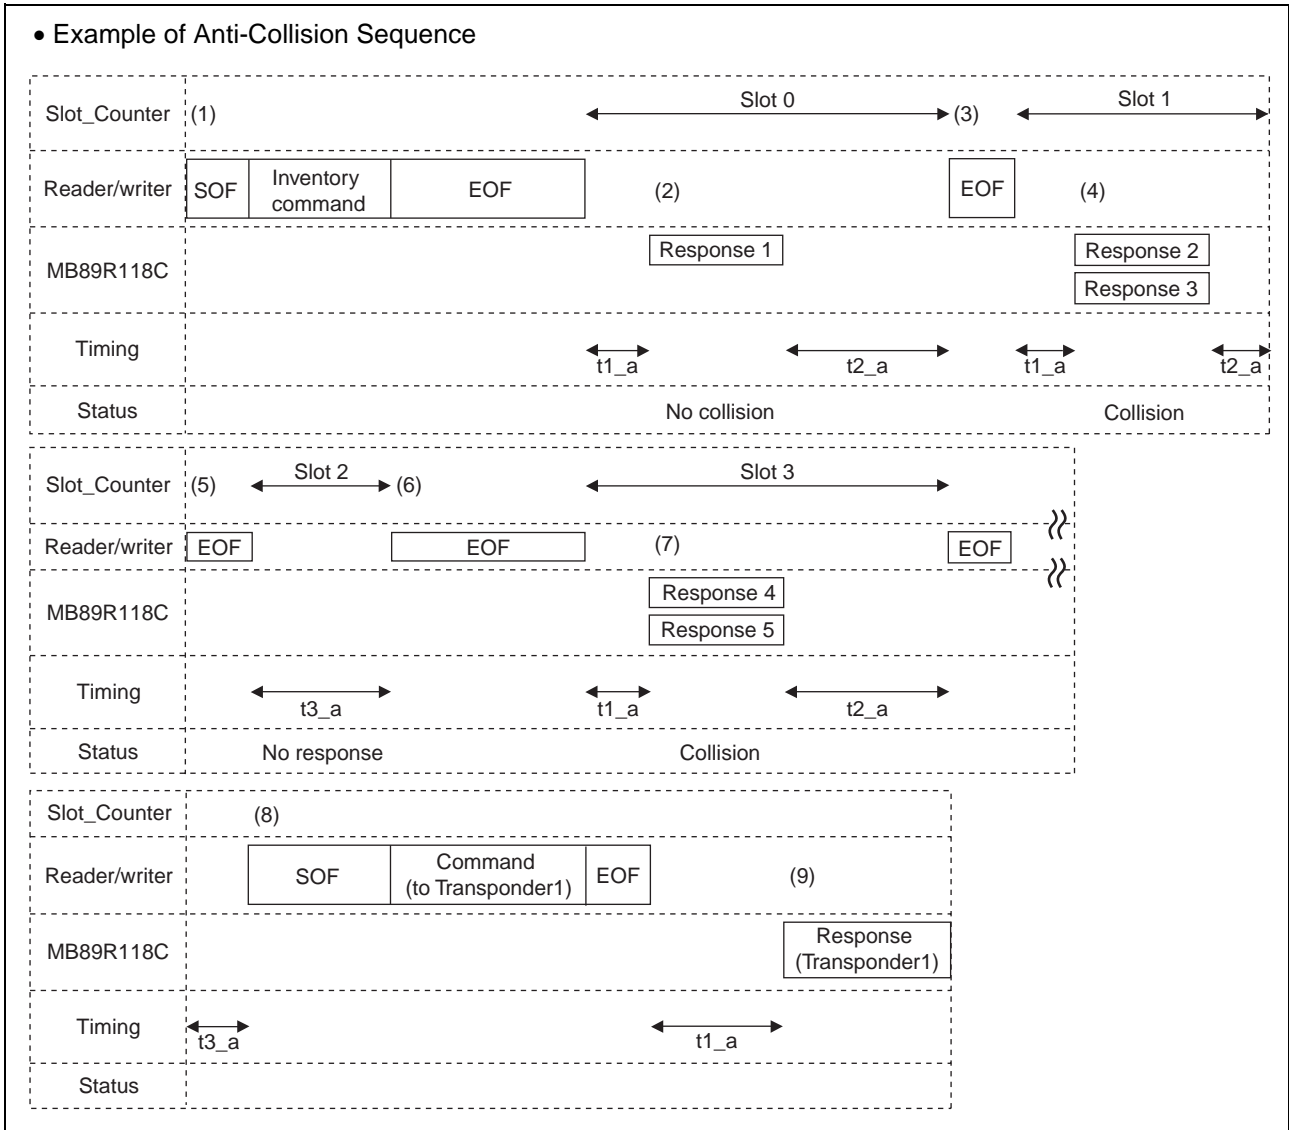 • Example of Anti-Collision Sequence
Slot_Counter (1) Slot 0 (3) Slot 1
Reader/writer SOF Inventory command EOF (2) EOF (4)
MB89R118C Response 1 Response 2
Response 3
Timing t1_a t2_a t1_a t2_a
Status No collision Collision
Slot_Counter (5) Slot 2 (6) Slot 3
Reader/writer EOF EOF (7) EOF
MB89R118C Response 4
Response 5
Timing t3_a t1_a t2_a
Status No response Collision
Slot_Counter (8)
Reader/writer SOF Command (to Transponder1) EOF (9)
MB89R118C Response (Transponder1)
Timing t3_a t1_a
Status